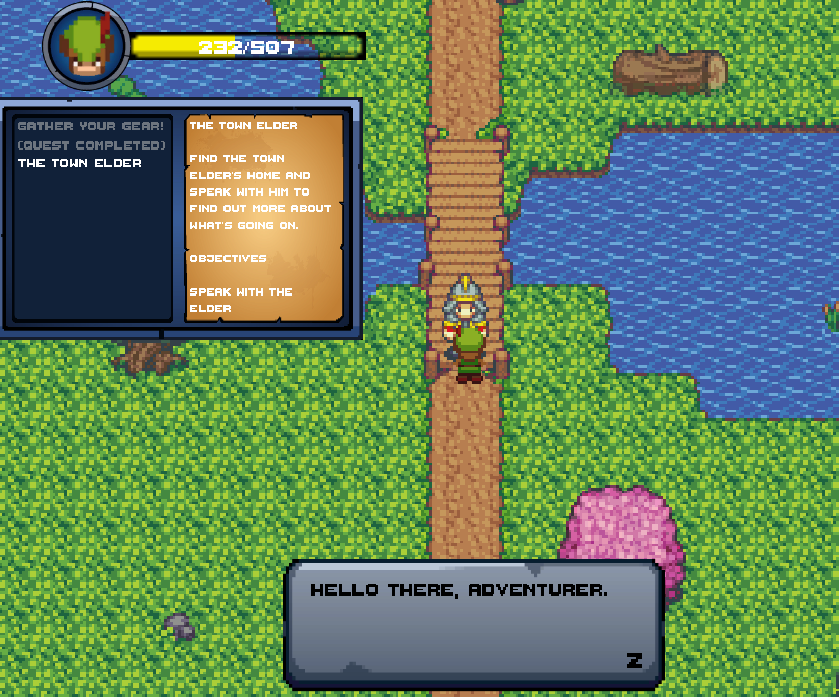 232/507
GATHER YOUR GEAR!
(QUEST COMPLETED)
THE TOWN ELDER
THE TOWN ELDER
FIND THE TOWN
ELDER'S HOME AND
SPEAK WITH HIM TO
FIND OUT MORE ABOUT
WHAT'S GOING ON.
OBJECTIVES
SPEAK WITH THE
ELDER
HELLO THERE, ADVENTURER.
Z